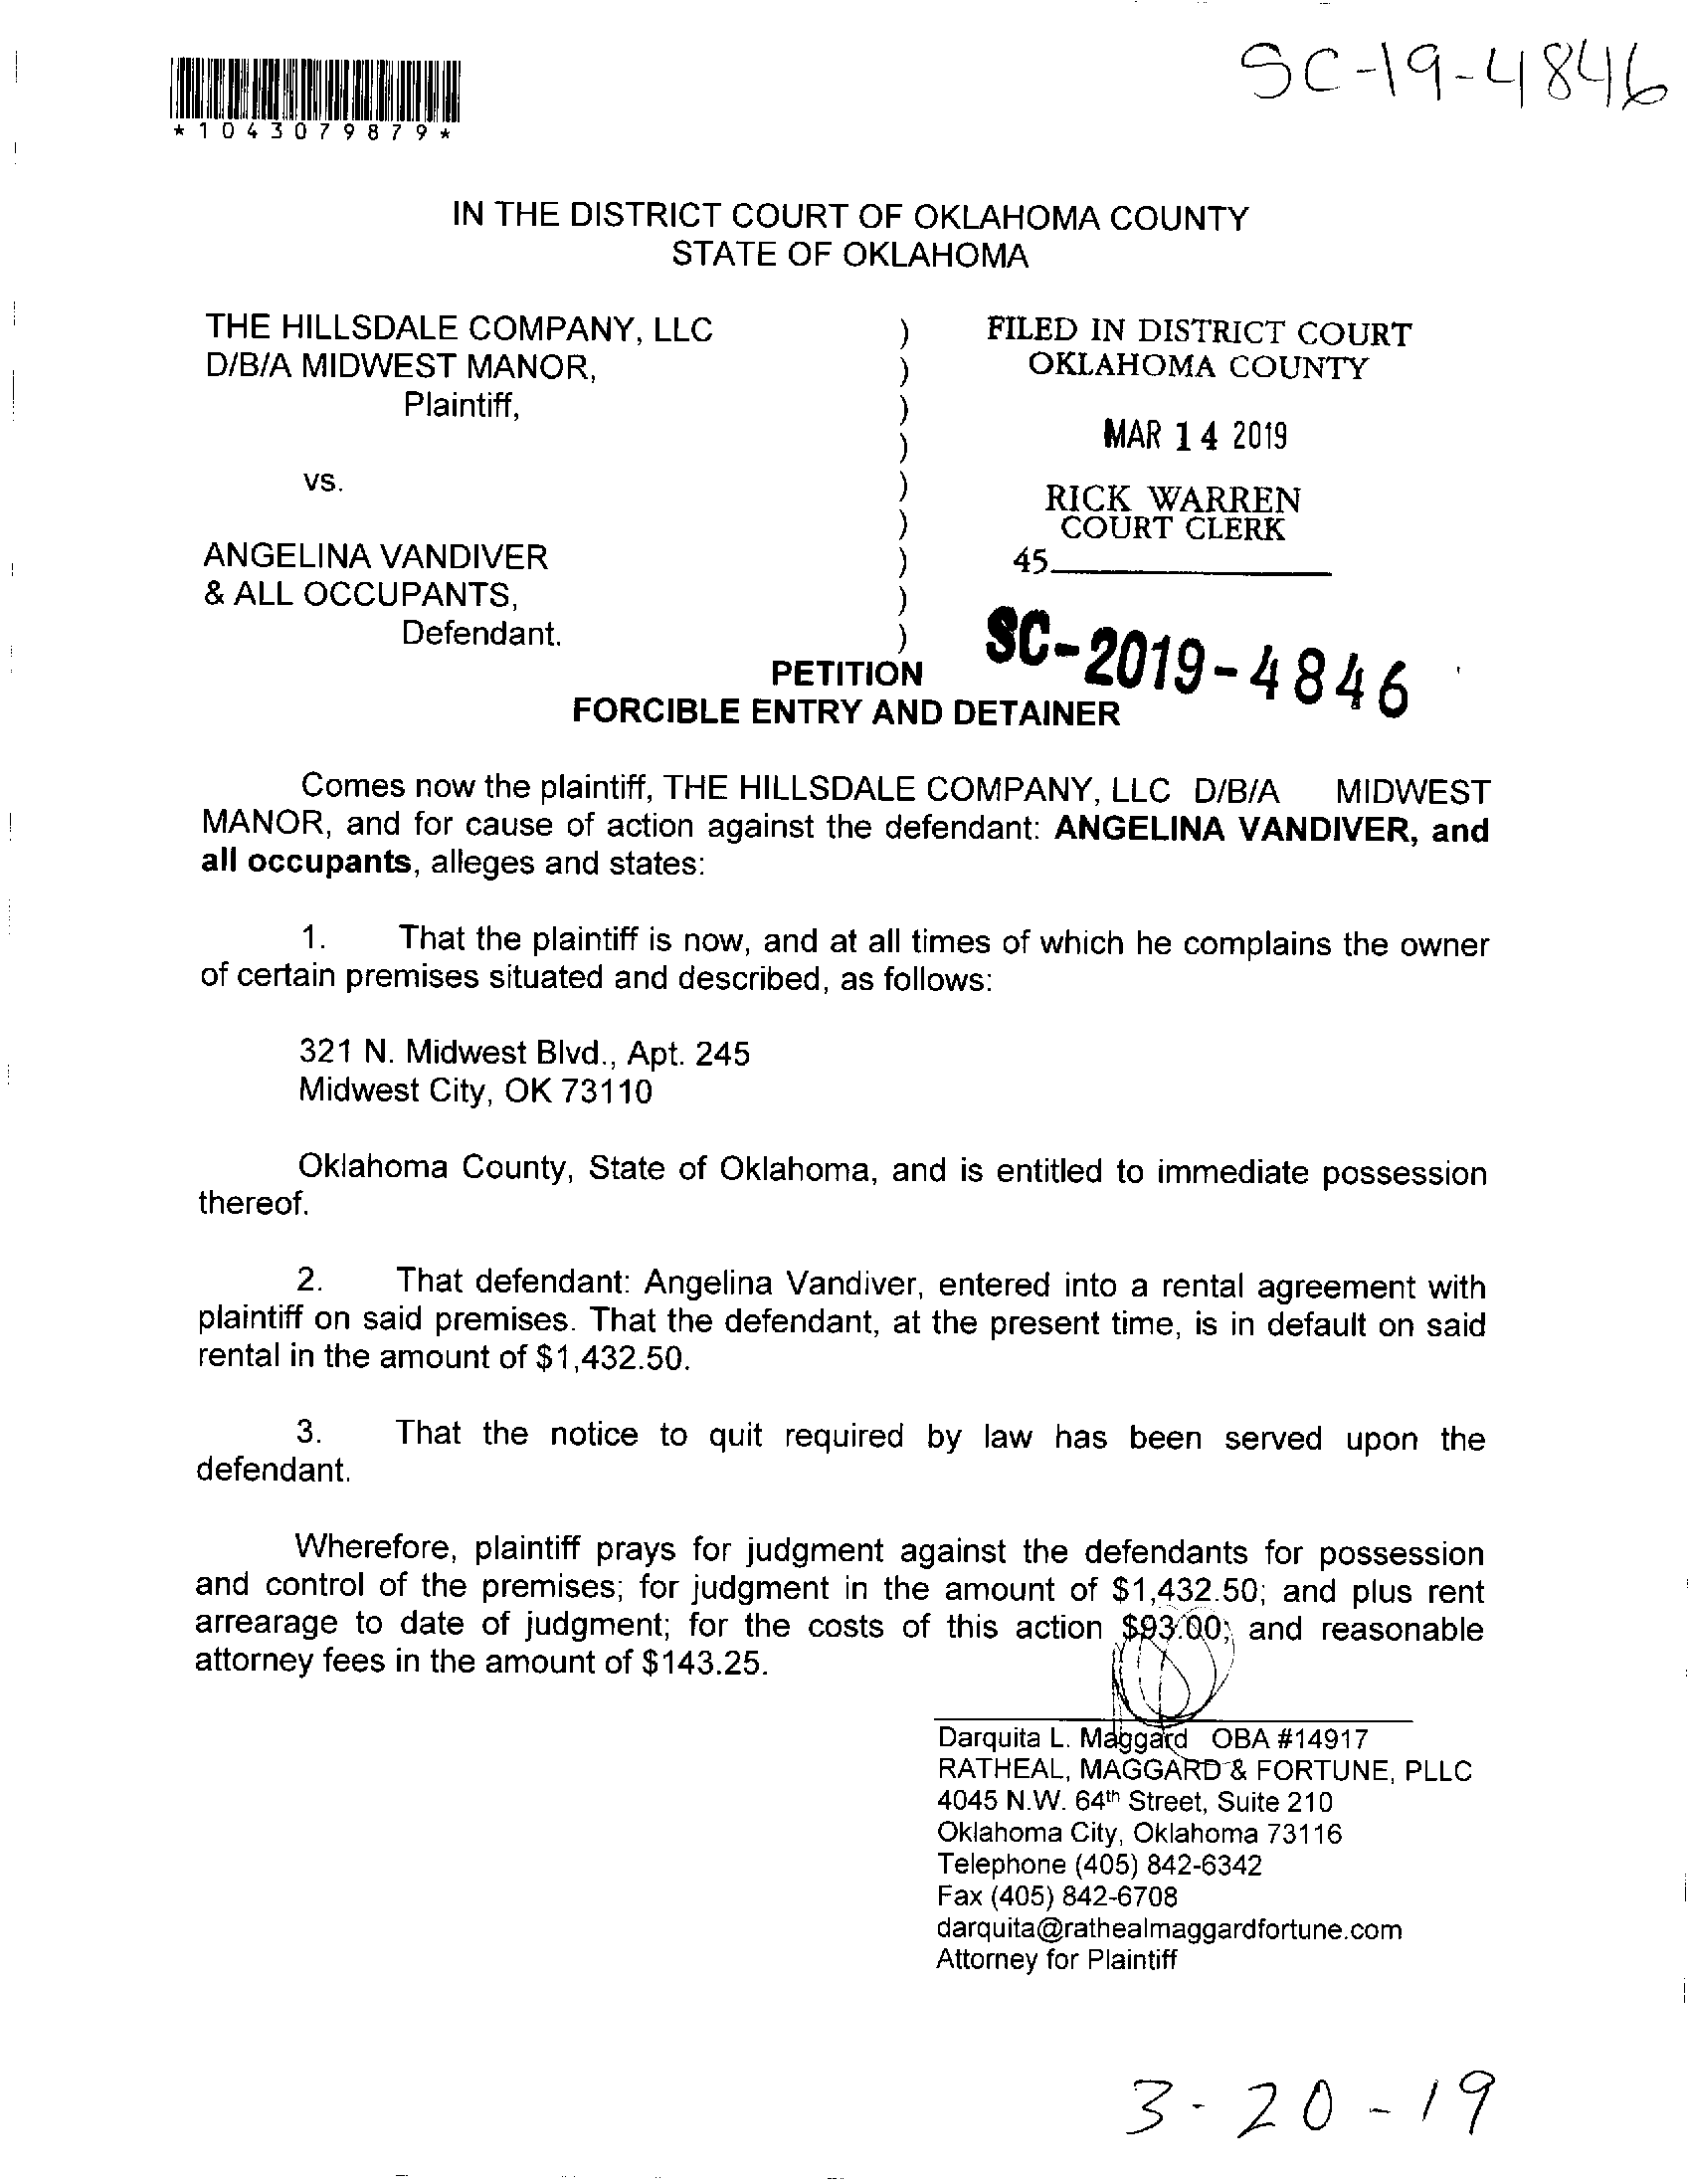 SC-19-4846
*1043079879*
IN THE DISTRICT COURT OF OKLAHOMA COUNTY
STATE OF OKLAHOMA
THE HILLSDALE COMPANY, LLC ) FILED IN DISTRICT COURT
D/B/A MIDWEST MANOR, ) OKLAHOMA COUNTY
Plaintiff, )
) MAR 14 2019
vs. )
RICK WARREN
) COURT CLERK
ANGELINA VANDIVER ) 45
& ALL OCCUPANTS, )
Defendant. ) SC-2019-4846
PETITION
FORCIBLE ENTRY AND DETAINER
Comes now the plaintiff, THE HILLSDALE COMPANY, LLC D/B/A MIDWEST
MANOR, and for cause of action against the defendant: ANGELINA VANDIVER, and
all occupants, alleges and states:
1. That the plaintiff is now, and at all times of which he complains the owner
of certain premises situated and described, as follows:
321 N. Midwest Blvd., Apt. 245
Midwest City, OK 73110
Oklahoma County, State of Oklahoma, and is entitled to immediate possession
thereof.
2. That defendant: Angelina Vandiver, entered into a rental agreement with
plaintiff on said premises. That the defendant, at the present time, is in default on said
rental in the amount of $1,432.50.
3. That the notice to quit required by law has been served upon the
defendant.
Wherefore, plaintiff prays for judgment against the defendants for possession
and control of the premises; for judgment in the amount of $1,432.50; and plus rent
arrearage to date of judgment; for the costs of this action $93.00; and reasonable
attorney fees in the amount of $143.25.
Darquita L. Maggard OBA #14917
RATHEAL, MAGGARD & FORTUNE, PLLC
4045 N.W. 64th Street, Suite 210
Oklahoma City, Oklahoma 73116
Telephone (405) 842-6342
Fax (405) 842-6708
darquita@rathealmaggardfortune.com
Attorney for Plaintiff
3-20-19